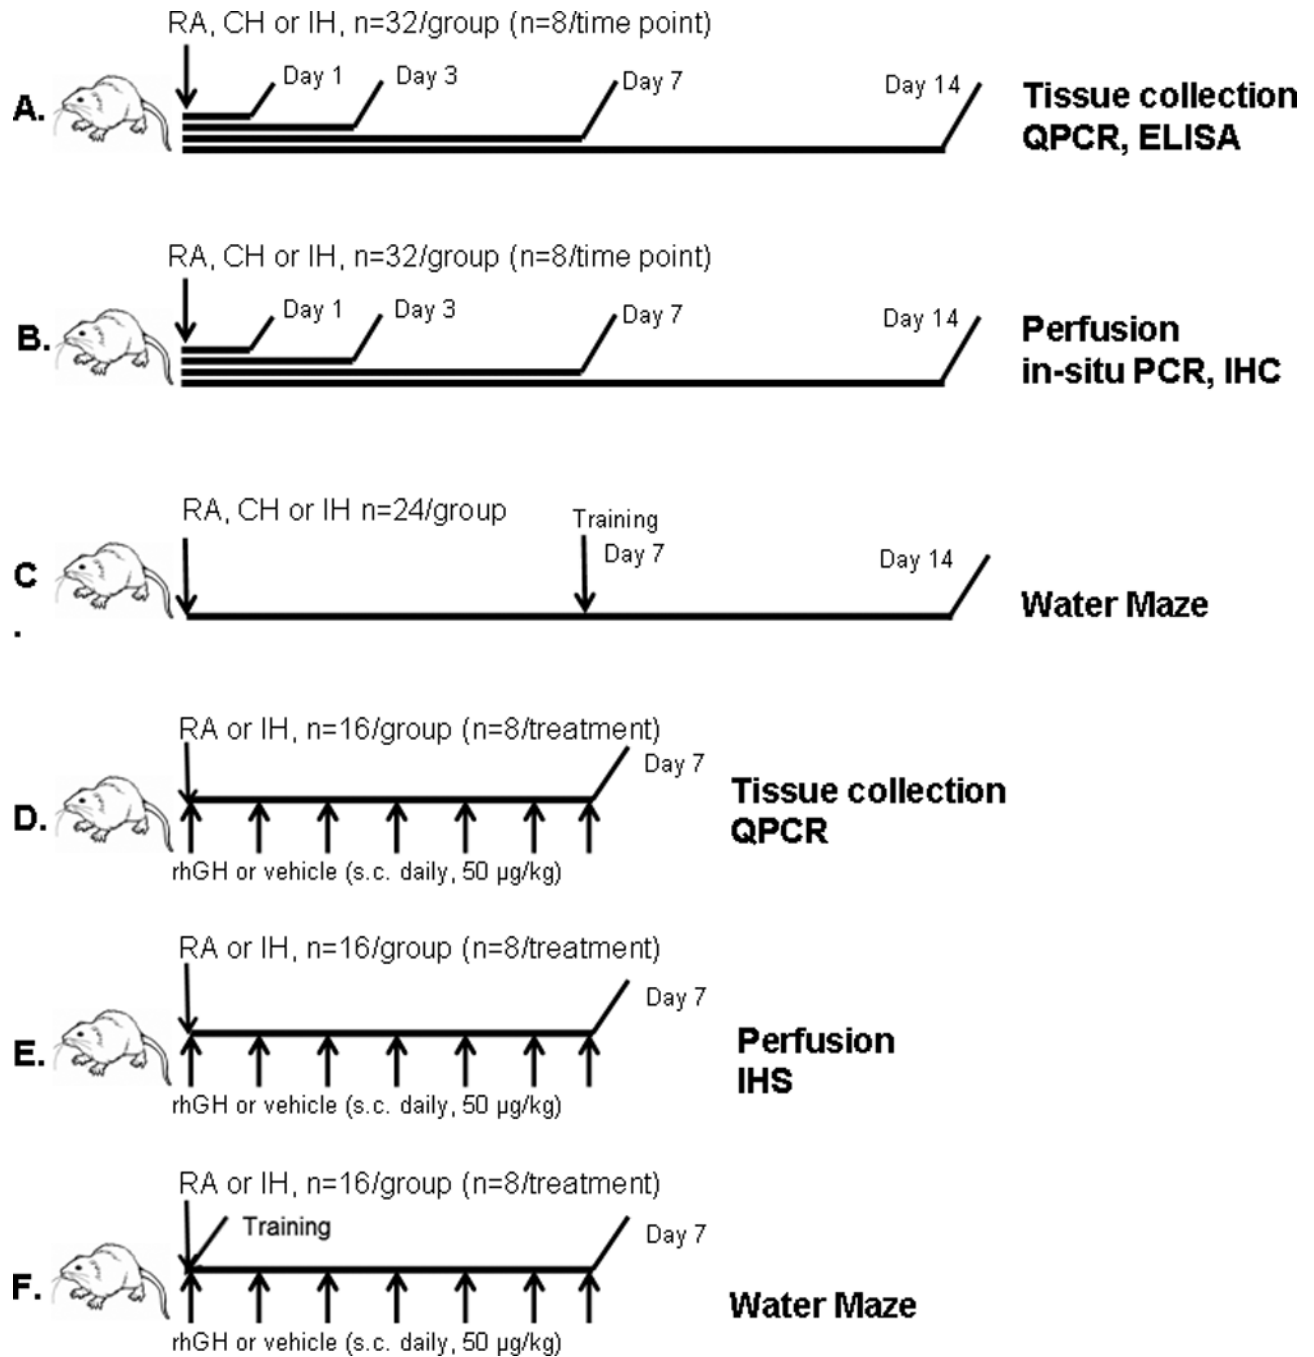 RA, CH or IH, n=32/group (n=8/time point)
A.
Day 1
Day 3
Day 7
Day 14
Tissue collection
QPCR, ELISA
RA, CH or IH, n=32/group (n=8/time point)
B.
Day 1
Day 3
Day 7
Day 14
Perfusion
in-situ PCR, IHC
RA, CH or IH n=24/group
C
.
Training
Day 7
Day 14
Water Maze
RA or IH, n=16/group (n=8/treatment)
D.
Day 7
Tissue collection
QPCR
rhGH or vehicle (s.c. daily, 50 µg/kg)
RA or IH, n=16/group (n=8/treatment)
E.
Day 7
Perfusion
IHS
rhGH or vehicle (s.c. daily, 50 µg/kg)
RA or IH, n=16/group (n=8/treatment)
F.
Training
Day 7
Water Maze
rhGH or vehicle (s.c. daily, 50 µg/kg)